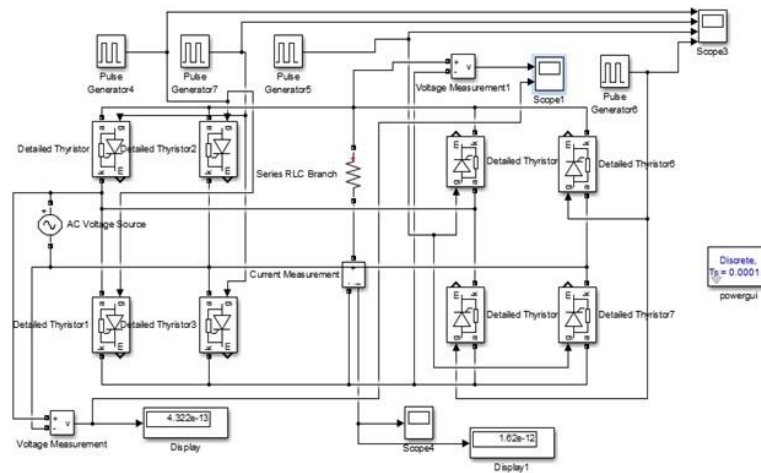 Pulse
Generator4
Pulse
Generator7
Pulse
Generator5
Voltage Measurement1
Scope1
Pulse
Generator6
Scope3
+
-
v
Detailed Thyristor
Detailed Thyristor2
Series RLC Branch
Detailed Thyristor
Detailed Thyristor6
a
g
k
m
AC Voltage Source
+
Current Measurement
Discrete,
Ts = 0.0001
powergui
Detailed Thyristor1
Detailed Thyristor3
Detailed Thyristor
Detailed Thyristor7
+
-
v
Voltage Measurement
4.322e-13
Display
Scope4
1.62e-12
Display1